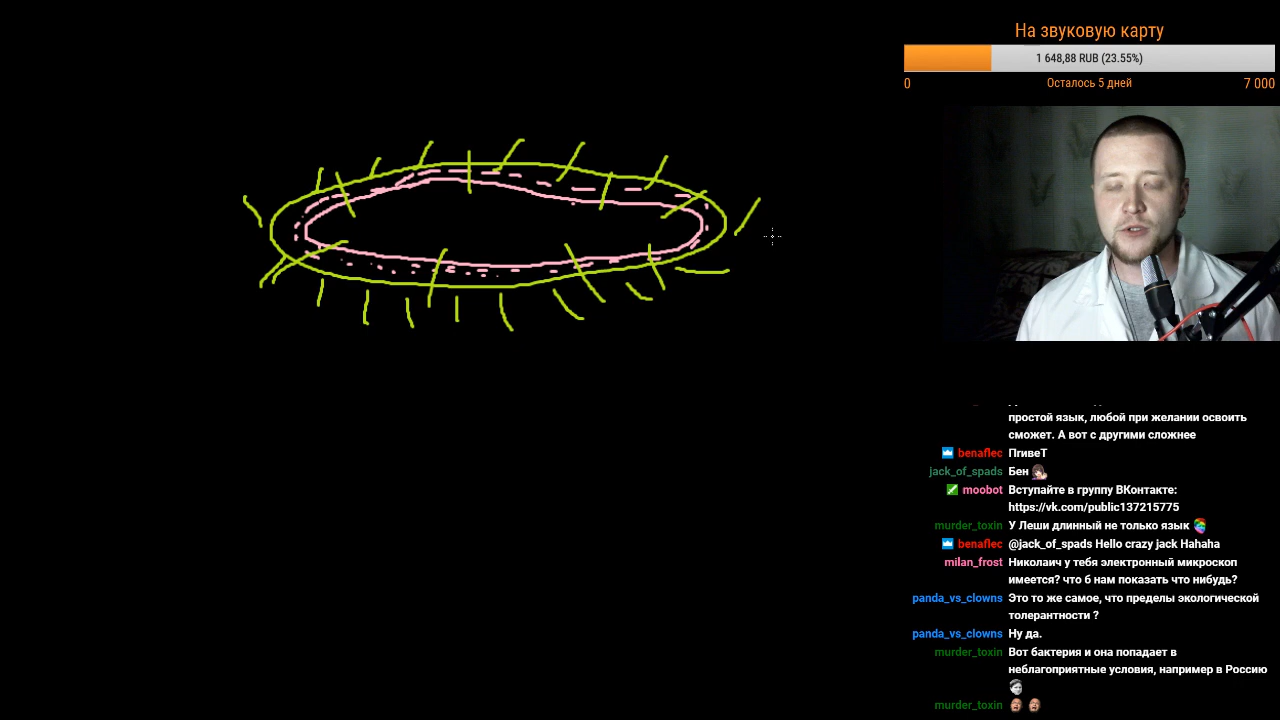 На звуковую карту
1 648,88 RUB (23.55%)
0 Осталось 5 дней 7 000
простой язык, любой при желании освоить
сможет. А вот с другими сложнее
benaflec ПгивеТ
jack_of_spads Бен
moobot Вступайте в группу ВКонтакте:
https://vk.com/public137215775
murder_toxin У Леши длинный не только язык
benaflec @jack_of_spads Hello crazy jack Hahaha
milan_frost Николаич у тебя электронный микроскоп
имеется? что б нам показать что нибудь?
panda_vs_clowns Это то же самое, что пределы экологической
толерантности ?
panda_vs_clowns Ну да.
murder_toxin Вот бактерия и она попадает в
неблагоприятные условия, например в Россию
murder_toxin